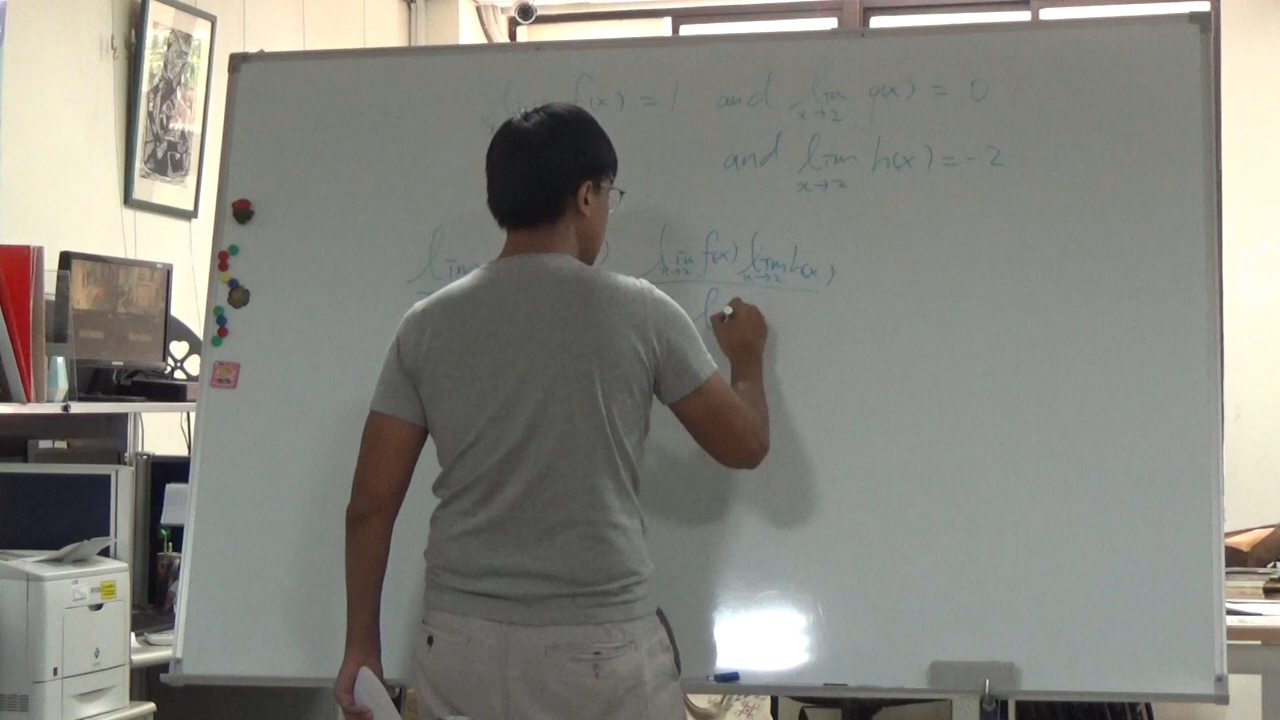 f(x) = 1 and lim x→2 g(x) = 0
and lim x→2 h(x) = -2
lim ) lim x→2 f(x) lim x→2 h(x)
l